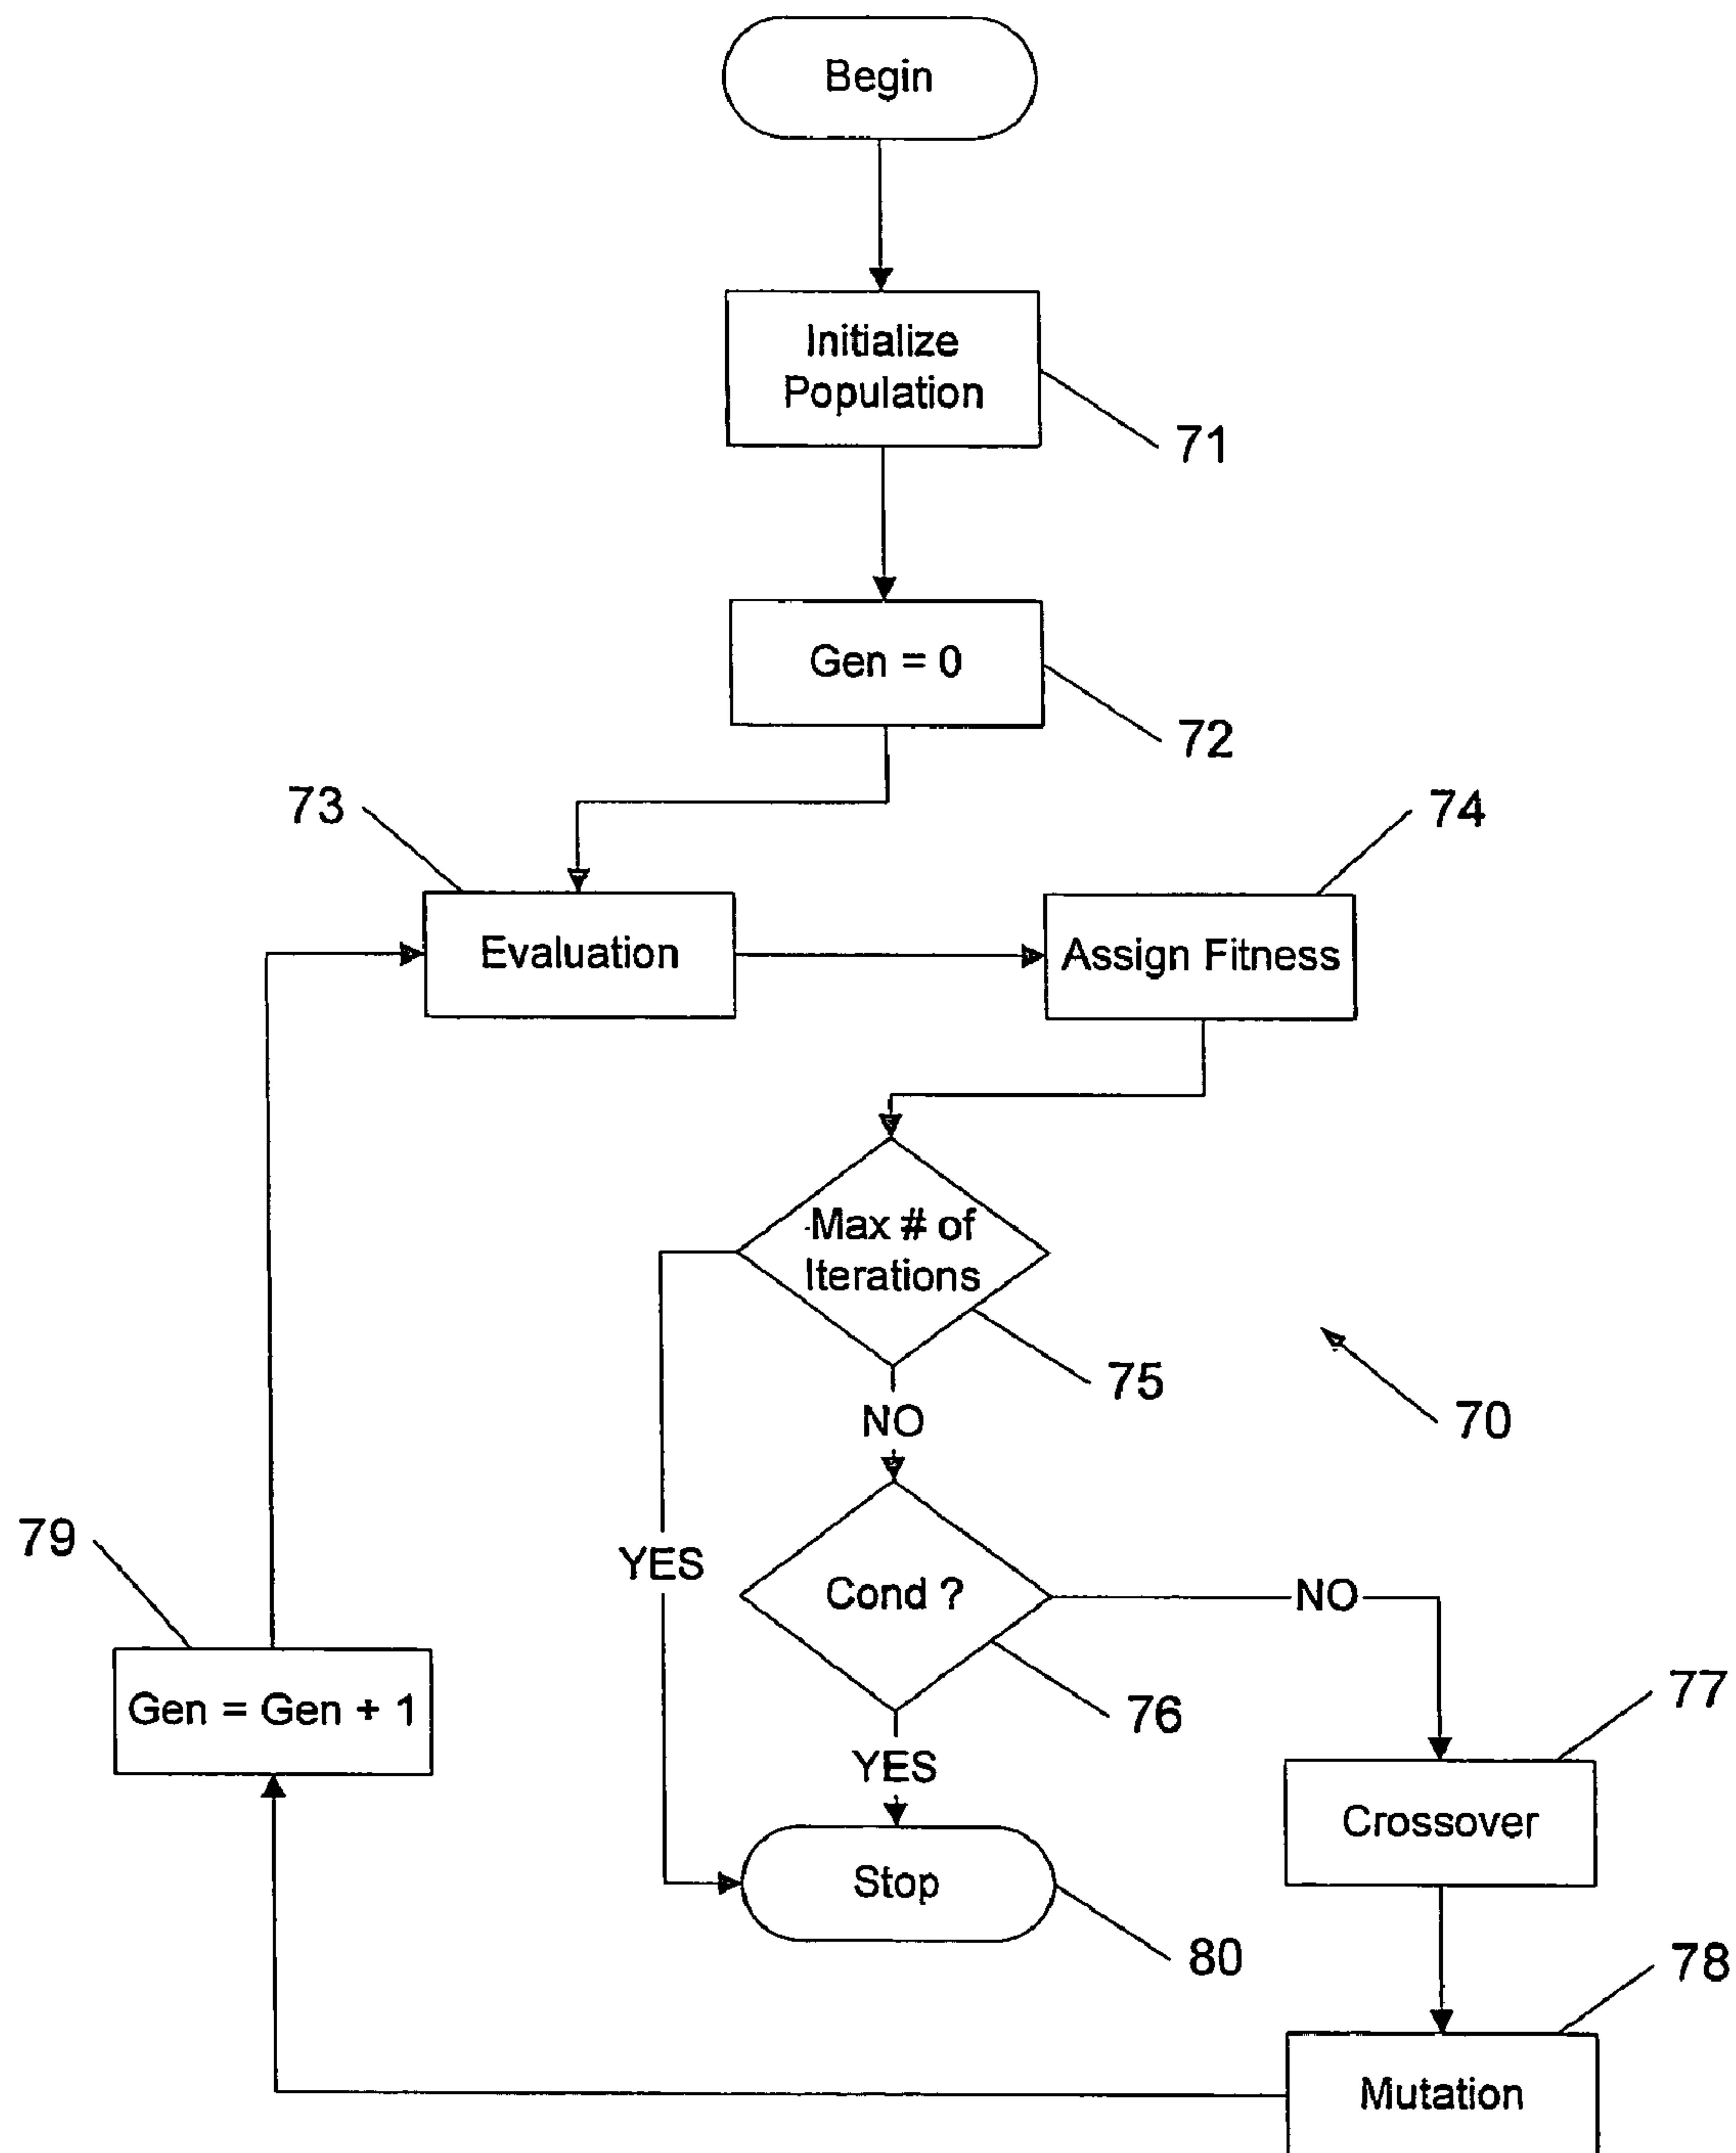 Begin
Initialize
Population
71
Gen = 0
72
73
74
Evaluation
Assign Fitness
Max # of
Iterations
75
NO
70
79
YES
Cond ?
NO
76
77
Gen = Gen + 1
YES
Crossover
Stop
80
78
Mutation